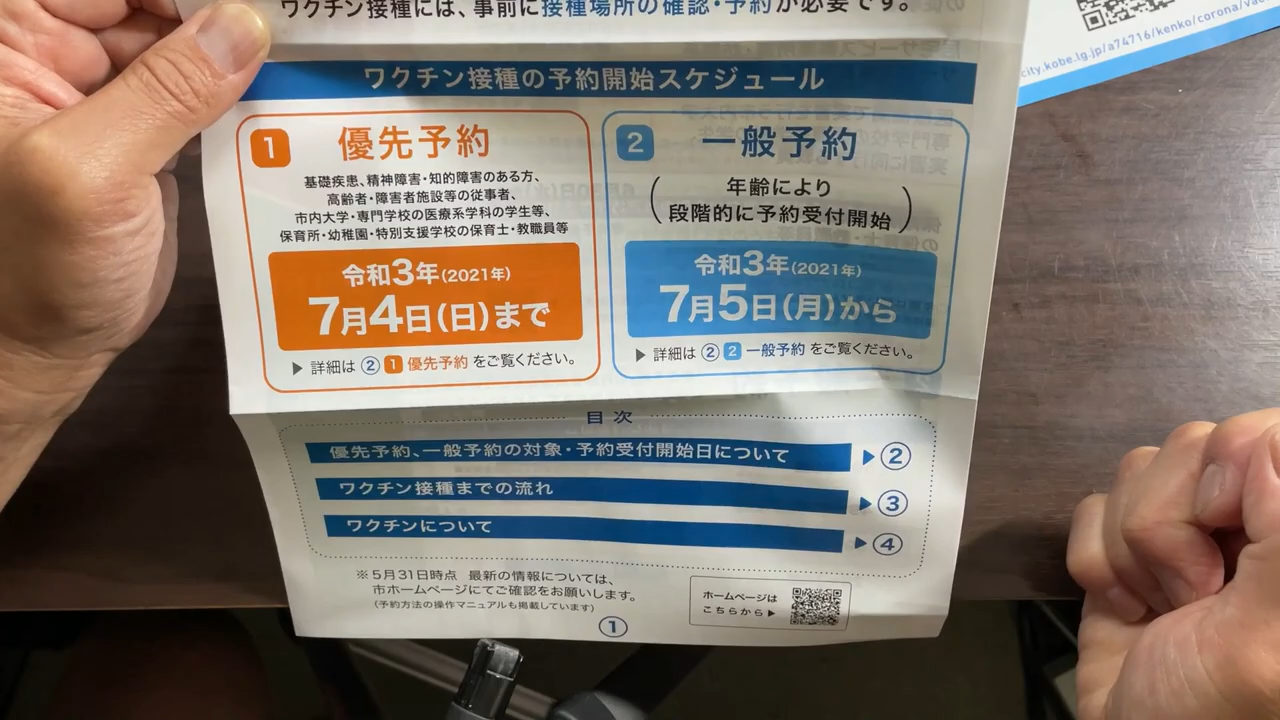 ワクチン接種には、事前に接種場所の確認・予約が必要です。
city.kobe.lg.jp/a74716/kenko/corona/vac
ワクチン接種の予約開始スケジュール
1 優先予約
基礎疾患、精神障害・知的障害のある方、
高齢者・障害者施設等の従事者、
市内大学・専門学校の医療系学科の学生等、
保育所・幼稚園・特別支援学校の保育士・教職員等
令和3年(2021年)
7月4日(日)まで
▶ 詳細は ② 1 優先予約 をご覧ください。
2 一般予約
(年齢により
段階的に予約受付開始)
令和3年(2021年)
7月5日(月)から
▶ 詳細は ② 2 一般予約 をご覧ください。
目次
優先予約、一般予約の対象・予約受付開始日について ▶②
ワクチン接種までの流れ ▶③
ワクチンについて ▶④
※5月31日時点 最新の情報については、
市ホームページにてご確認をお願いします。
(予約方法の操作マニュアルも掲載しています)
ホームページは
こちらから▶
①